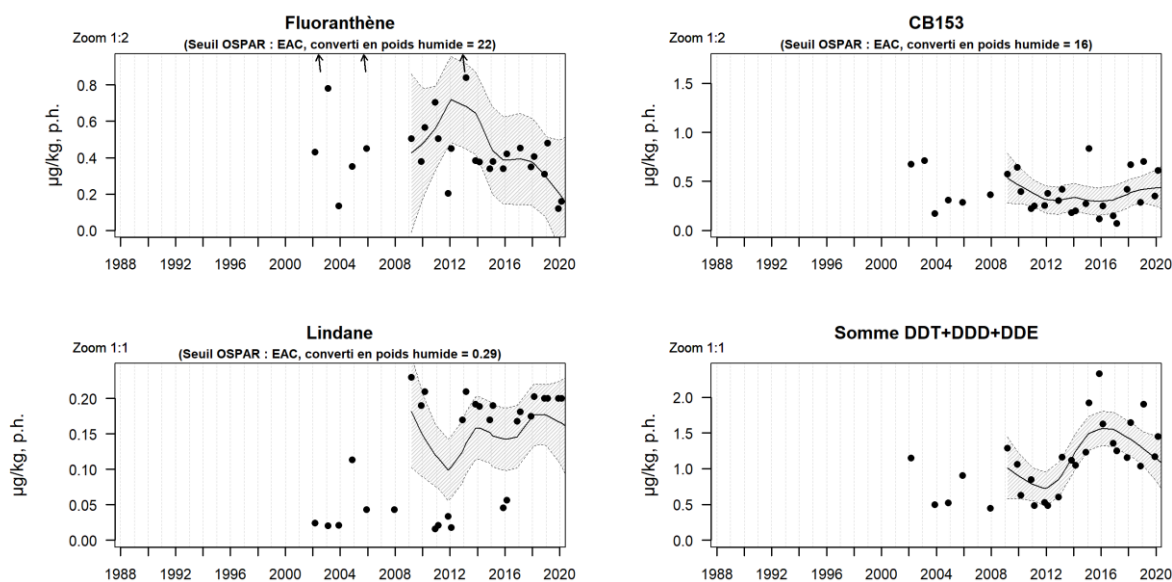 Fluoranthène
Zoom 1:2
(Seuil OSPAR : EAC, converti en poids humide = 22)
µg/kg, p.h.
0.8
0.6
0.4
0.2
0.0
1988 1992 1996 2000 2004 2008 2012 2016 2020
CB153
Zoom 1:2
(Seuil OSPAR : EAC, converti en poids humide = 16)
µg/kg, p.h.
1.5
1.0
0.5
0.0
1988 1992 1996 2000 2004 2008 2012 2016 2020
Lindane
Zoom 1:1
(Seuil OSPAR : EAC, converti en poids humide = 0.29)
µg/kg, p.h.
0.20
0.15
0.10
0.05
0.00
1988 1992 1996 2000 2004 2008 2012 2016 2020
Somme DDT+DDD+DDE
Zoom 1:1
µg/kg, p.h.
2.0
1.5
1.0
0.5
0.0
1988 1992 1996 2000 2004 2008 2012 2016 2020